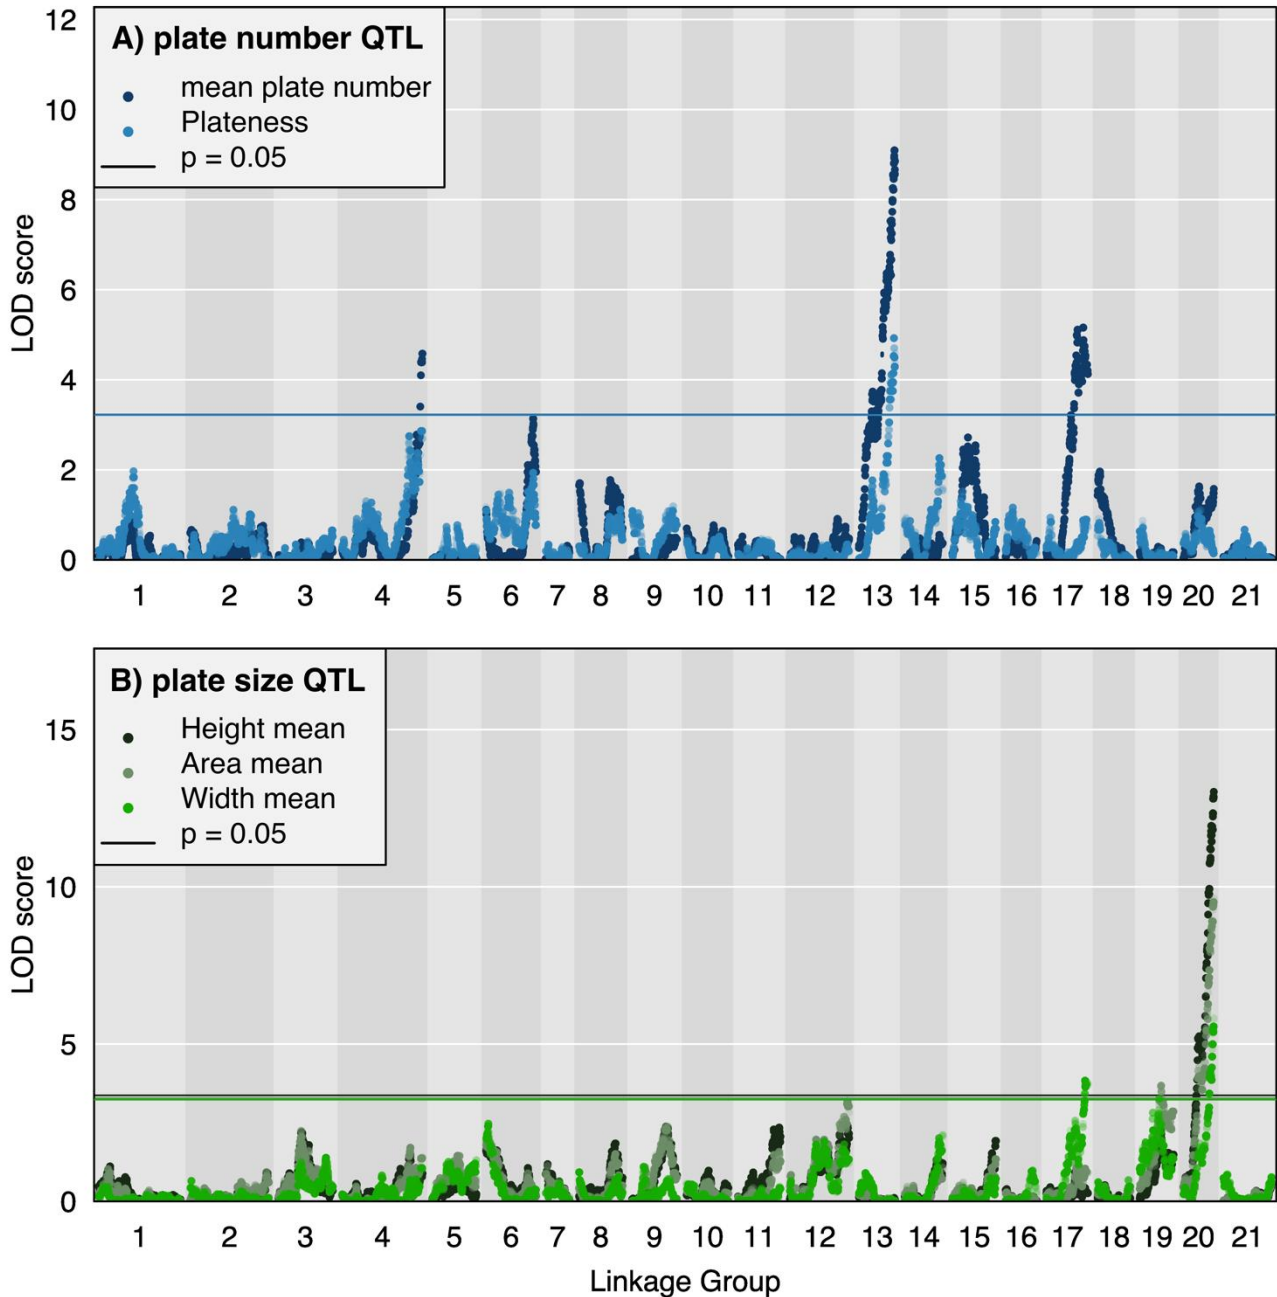 A) plate number QTL
mean plate number
Plateness
p = 0.05
12
10
8
6
4
2
0
LOD score
1 2 3 4 5 6 7 8 9 10 11 12 13 14 15 16 17 18 19 20 21
B) plate size QTL
Height mean
Area mean
Width mean
p = 0.05
15
10
5
0
LOD score
1 2 3 4 5 6 7 8 9 10 11 12 13 14 15 16 17 18 19 20 21
Linkage Group